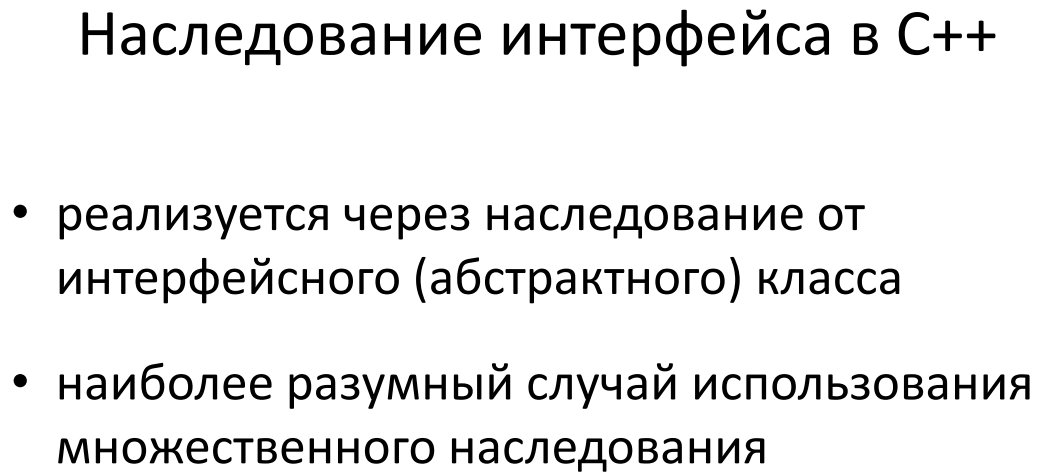 Наследование интерфейса в C++
• реализуется через наследование от
интерфейсного (абстрактного) класса
• наиболее разумный случай использования
множественного наследования